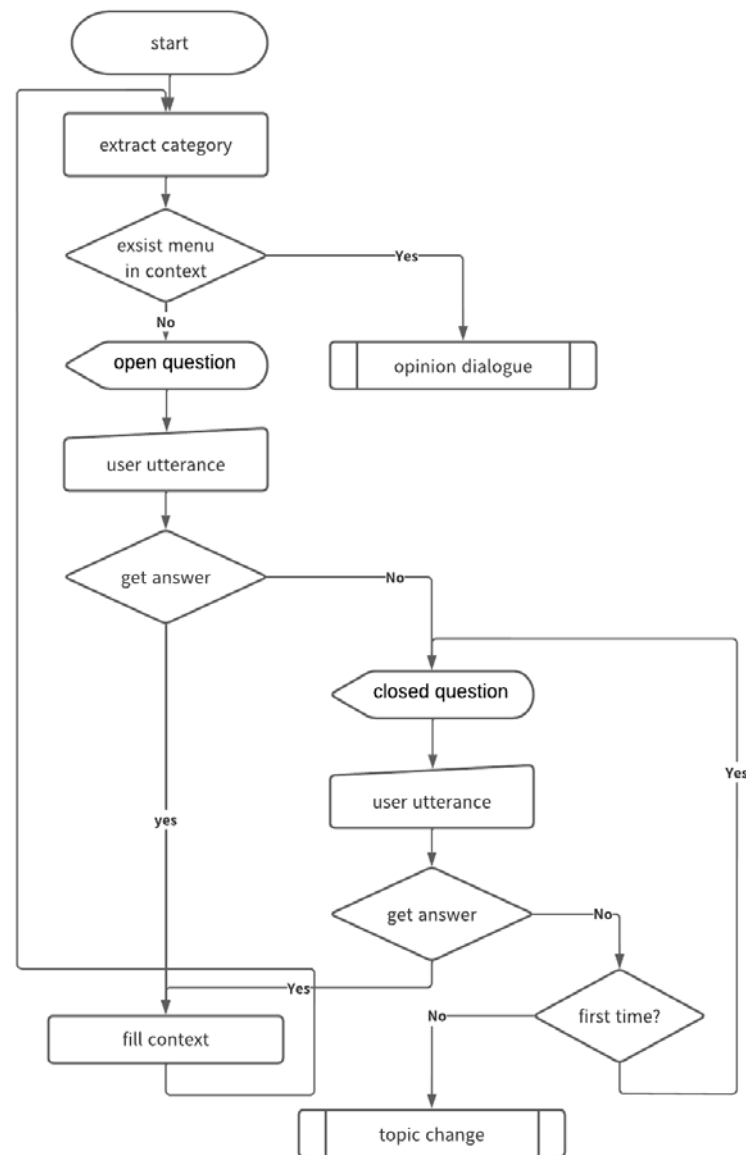 start
extract category
exsist menu
in context
Yes
No
open question
opinion dialogue
user utterance
get answer
No
closed question
Yes
user utterance
yes
get answer
No
Yes
fill context
No
first time?
topic change